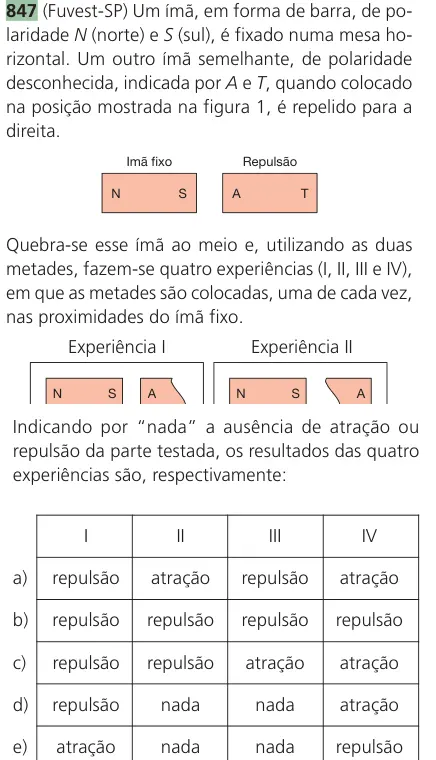 847 (Fuvest-SP) Um ímã, em forma de barra, de po-
laridade N (norte) e S (sul), é fixado numa mesa ho-
rizontal. Um outro ímã semelhante, de polaridade
desconhecida, indicada por A e T, quando colocado
na posição mostrada na figura 1, é repelido para a
direita.
Imã fixo Repulsão
N S A T
Quebra-se esse ímã ao meio e, utilizando as duas
metades, fazem-se quatro experiências (I, II, III e IV),
em que as metades são colocadas, uma de cada vez,
nas proximidades do ímã fixo.
Experiência I Experiência II
N S A N S A
Indicando por “nada” a ausência de atração ou
repulsão da parte testada, os resultados das quatro
experiências são, respectivamente:
I II III IV
a) repulsão atração repulsão atração
b) repulsão repulsão repulsão repulsão
c) repulsão repulsão atração atração
d) repulsão nada nada atração
e) atração nada nada repulsão